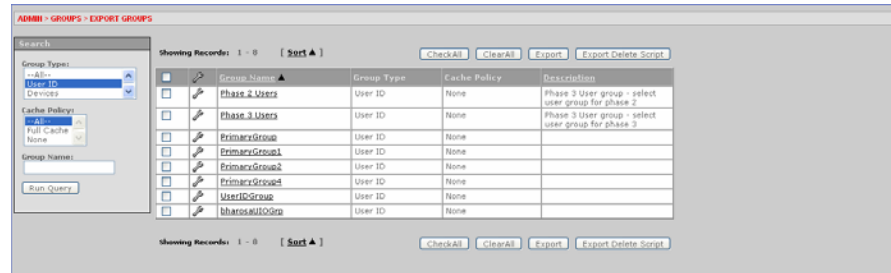 ADMIN > GROUPS > EXPORT GROUPS
Search
Group Type:
--All--
User ID
Devices
Cache Policy:
--All--
Full Cache
None
Group Name:
Run Query
Showing Records: 1 - 8 [ Sort ▲ ] CheckAll ClearAll Export Export Delete Script
Group Name ▲ Group Type Cache Policy Description
Phase 2 Users User ID None Phase 3 User group - select
user group for phase 2
Phase 3 Users User ID None Phase 3 User group - select
user group for phase 3
PrimaryGroup User ID None
PrimaryGroup1 User ID None
PrimaryGroup2 User ID None
PrimaryGroup4 User ID None
UserIDGroup User ID None
bharosaUIOGrp User ID None
Showing Records: 1 - 8 [ Sort ▲ ] CheckAll ClearAll Export Export Delete Script